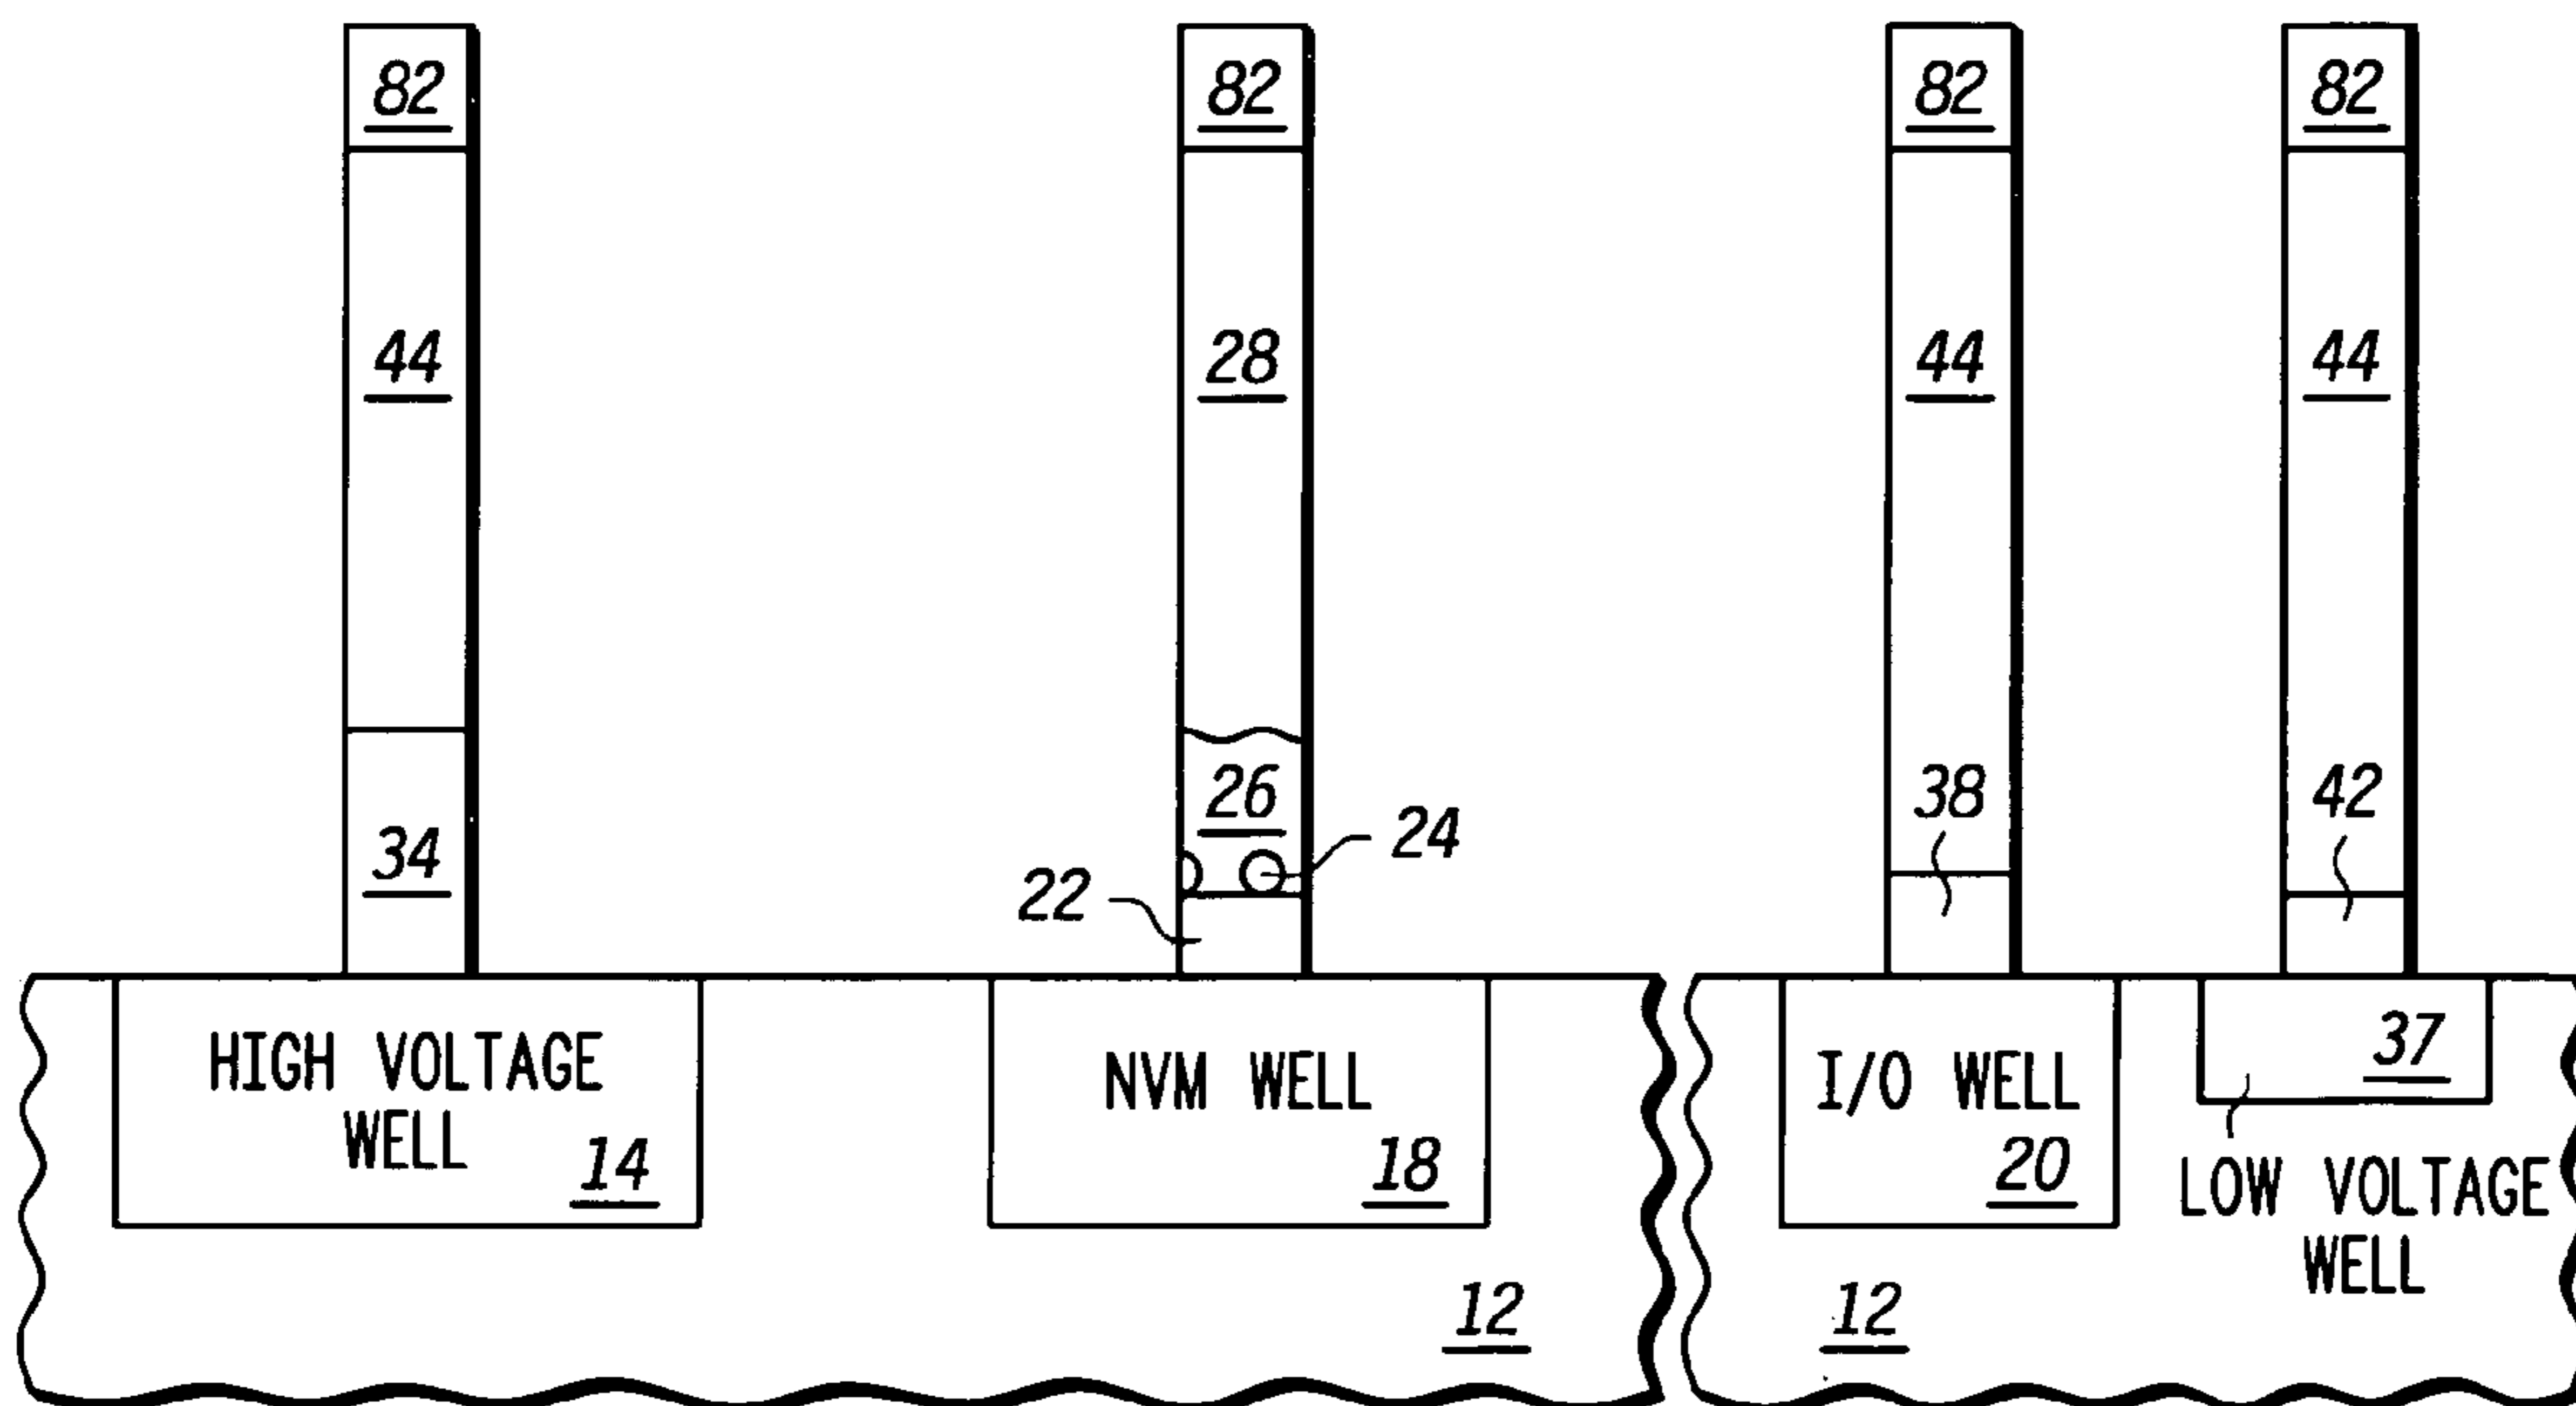 82 82 82 82
44 28 44 44
26 38 42
34 24
22
HIGH VOLTAGE
WELL
14
NVM WELL
18
I/O WELL
20
37
LOW VOLTAGE
WELL
12 12